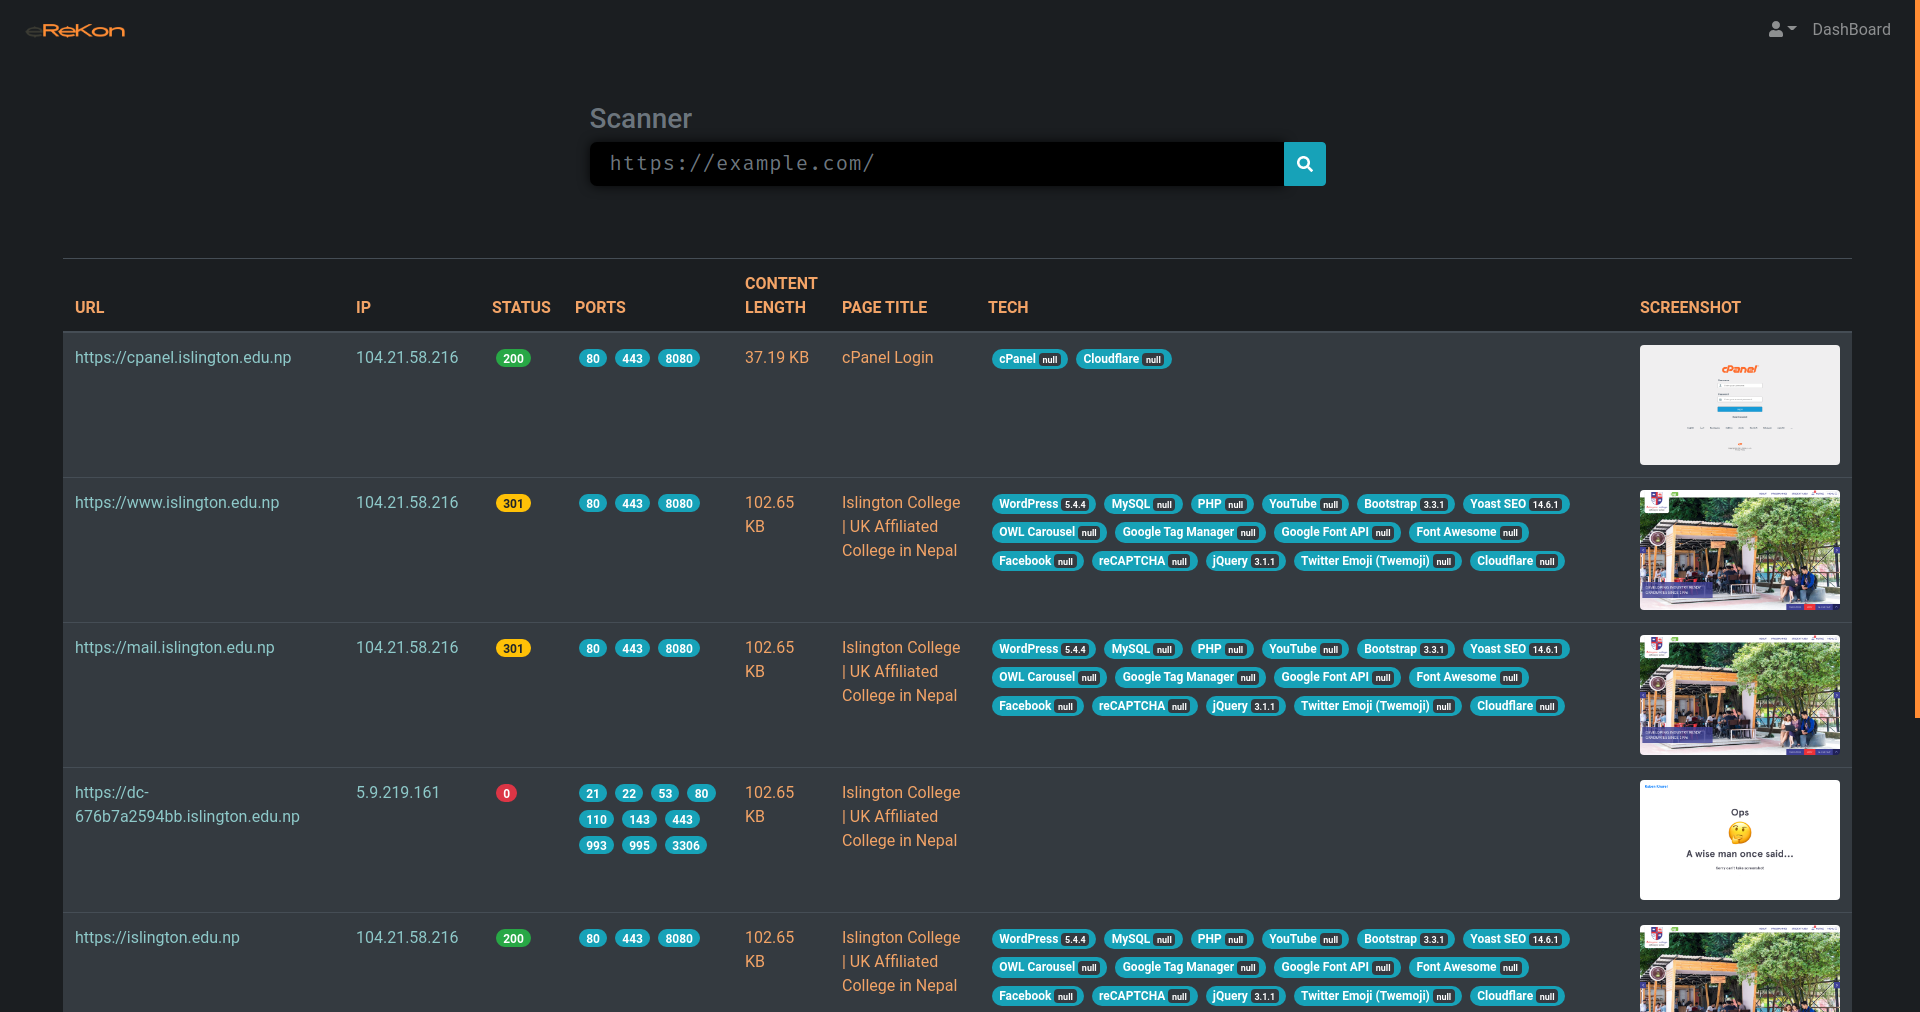 eReKon
DashBoard
Scanner
https://example.com/
URL
IP
STATUS
PORTS
CONTENT
LENGTH
PAGE TITLE
TECH
SCREENSHOT
https://cpanel.islington.edu.np
104.21.58.216
200
80 443 8080
37.19 KB
cPanel Login
cPanel null Cloudflare null
cPanel
https://www.islington.edu.np
104.21.58.216
301
80 443 8080
102.65
KB
Islington College
| UK Affiliated
College in Nepal
WordPress 5.4.4 MySQL null PHP null YouTube null Bootstrap 3.3.1 Yoast SEO 14.6.1
OWL Carousel null Google Tag Manager null Google Font API null Font Awesome null
Facebook null reCAPTCHA null jQuery 3.1.1 Twitter Emoji (Twemoji) null Cloudflare null
https://mail.islington.edu.np
104.21.58.216
301
80 443 8080
102.65
KB
Islington College
| UK Affiliated
College in Nepal
WordPress 5.4.4 MySQL null PHP null YouTube null Bootstrap 3.3.1 Yoast SEO 14.6.1
OWL Carousel null Google Tag Manager null Google Font API null Font Awesome null
Facebook null reCAPTCHA null jQuery 3.1.1 Twitter Emoji (Twemoji) null Cloudflare null
https://dc-
676b7a2594bb.islington.edu.np
5.9.219.161
0
21 22 53 80
110 143 443
993 995 3306
102.65
KB
Islington College
| UK Affiliated
College in Nepal
Ops
A wise man once said...
https://islington.edu.np
104.21.58.216
200
80 443 8080
102.65
KB
Islington College
| UK Affiliated
College in Nepal
WordPress 5.4.4 MySQL null PHP null YouTube null Bootstrap 3.3.1 Yoast SEO 14.6.1
OWL Carousel null Google Tag Manager null Google Font API null Font Awesome null
Facebook null reCAPTCHA null jQuery 3.1.1 Twitter Emoji (Twemoji) null Cloudflare null